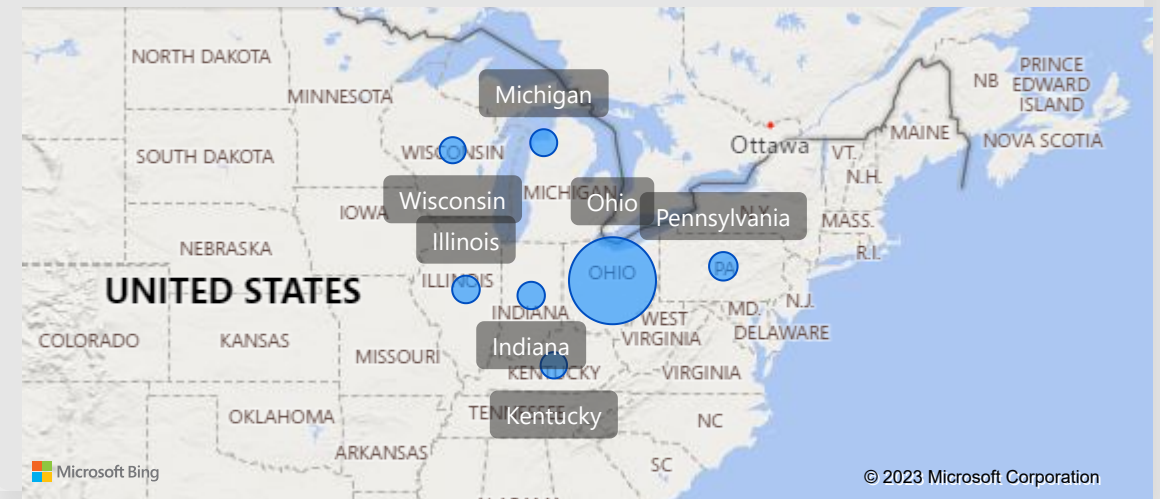 NORTH DAKOTA
MINNESOTA
Michigan
PRINCE
EDWARD
ISLAND
NB
MAINE
NOVA SCOTIA
Ottawa
VT.
N.H.
SOUTH DAKOTA
WISCONSIN
MICHIGAN
Wisconsin
Ohio
Pennsylvania
N.Y.
MASS.
R.I.
IOWA
Illinois
NEBRASKA
OHIO
PA
ILLINOIS
UNITED STATES
INDIANA
MD.
N.J.
WEST
VIRGINIA
DELAWARE
COLORADO
KANSAS
MISSOURI
Indiana
KENTUCKY
VIRGINIA
OKLAHOMA
TENNESSEE
Kentucky
NC
ARKANSAS
SC
Microsoft Bing
© 2023 Microsoft Corporation